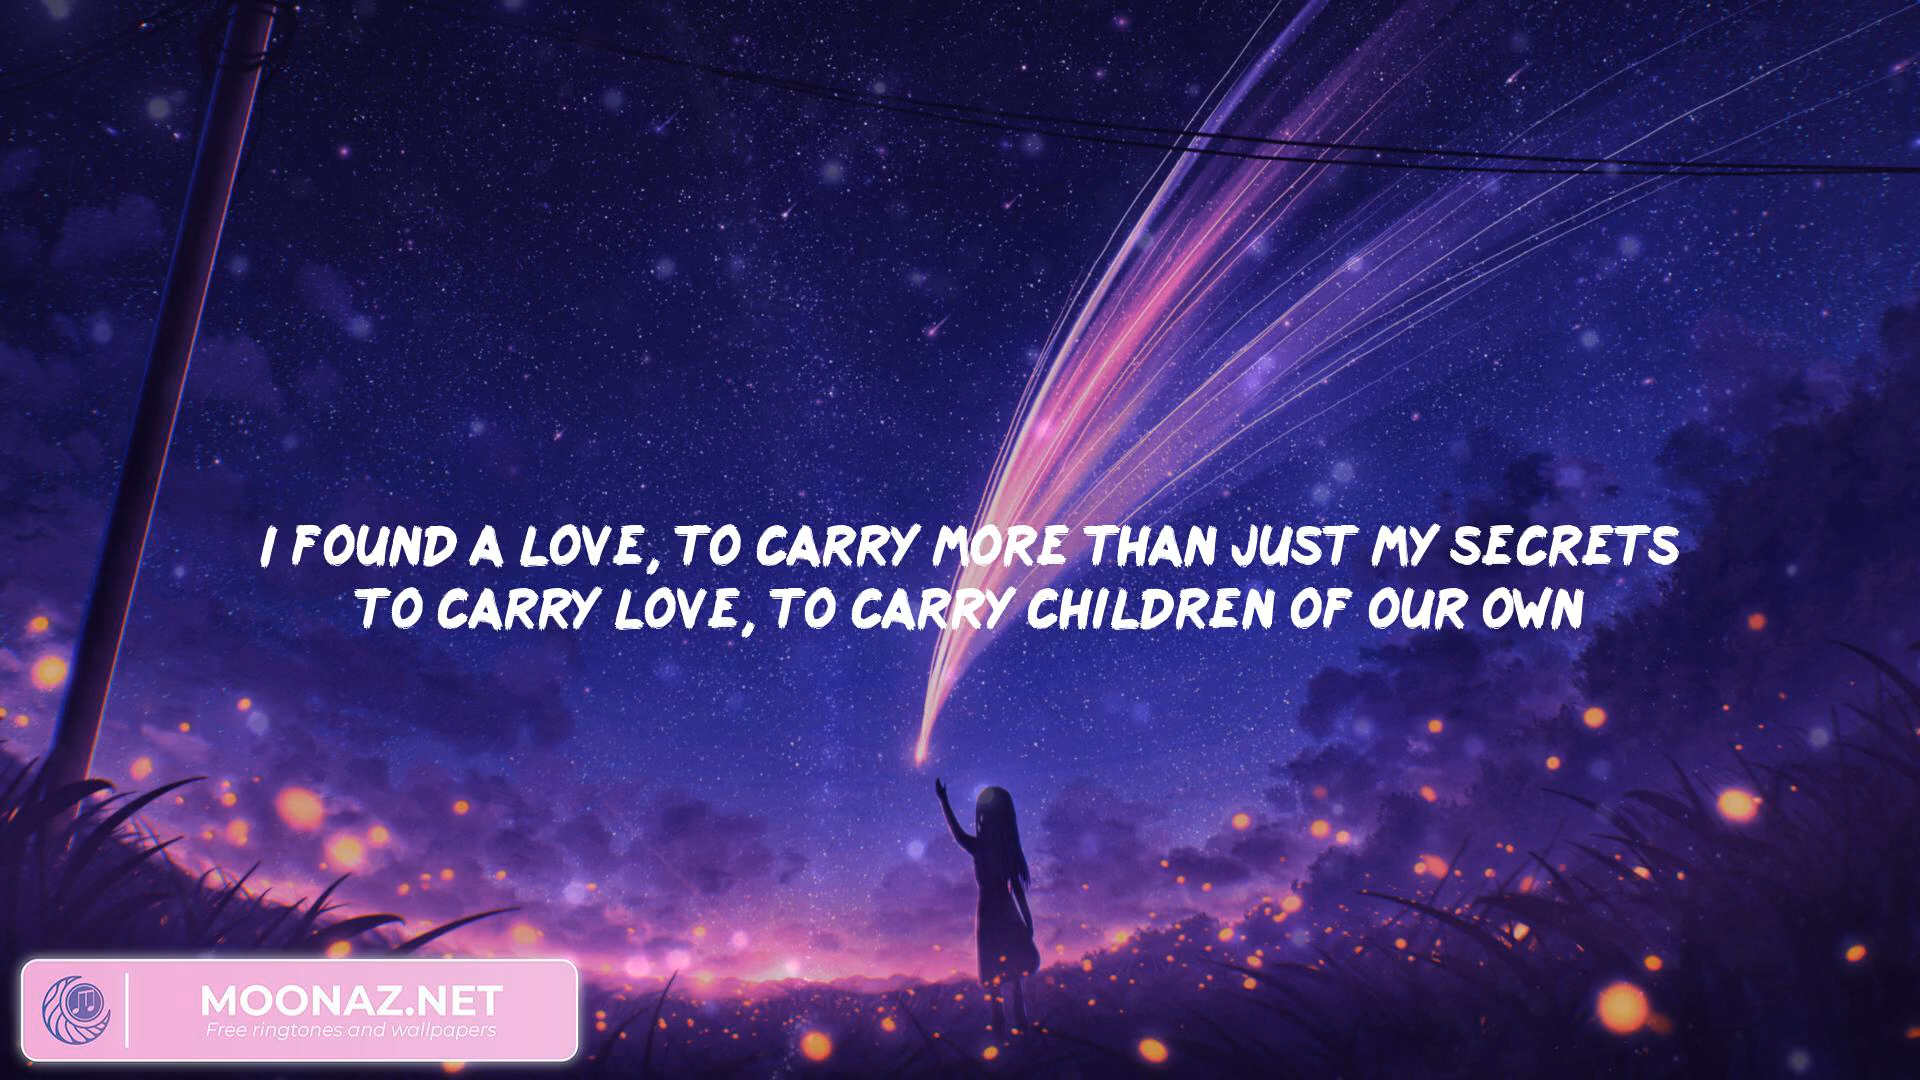 I FOUND A LOVE, TO CARRY MORE THAN JUST MY SECRETS
TO CARRY LOVE, TO CARRY CHILDREN OF OUR OWN
MOONAZ.NET
Free ringtones and wallpapers